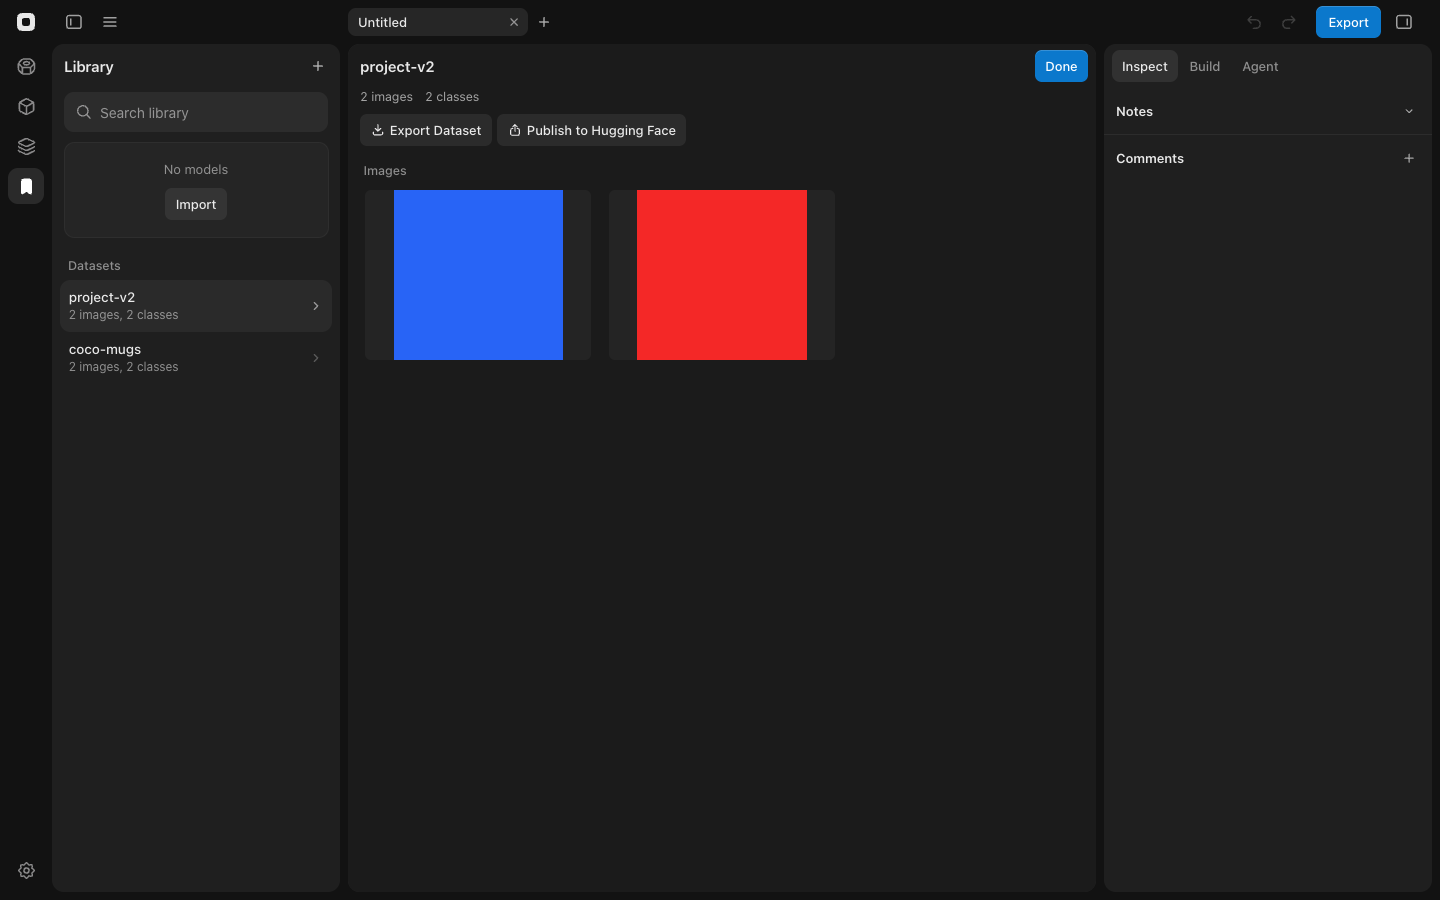 Untitled
Export
Library
Search library
No models
Import
Datasets
project-v2
2 images, 2 classes
coco-mugs
2 images, 2 classes
project-v2
Done
2 images 2 classes
Export Dataset Publish to Hugging Face
Images
Inspect Build Agent
Notes
Comments